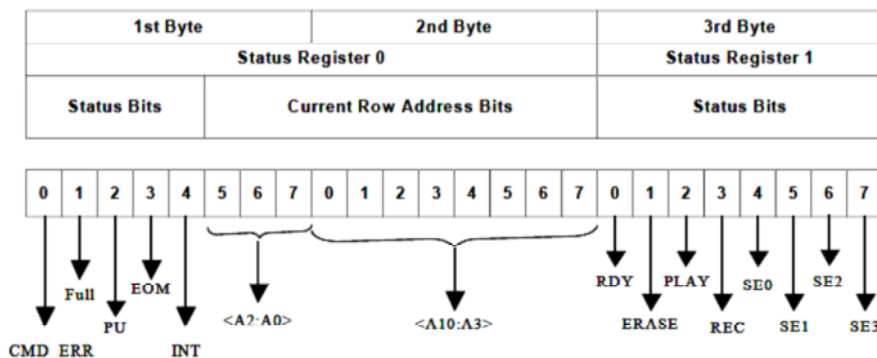 1st Byte 2nd Byte 3rd Byte
Status Register 0 Status Register 1
Status Bits Current Row Address Bits Status Bits
0 1 2 3 4 5 6 7 0 1 2 3 4 5 6 7 0 1 2 3 4 5 6 7
RDY PLAY SE0 SE2
Full EOM
PU <A2:A0> <A10:A3> ERASE REC SE1 SE3
CMD ERR INT